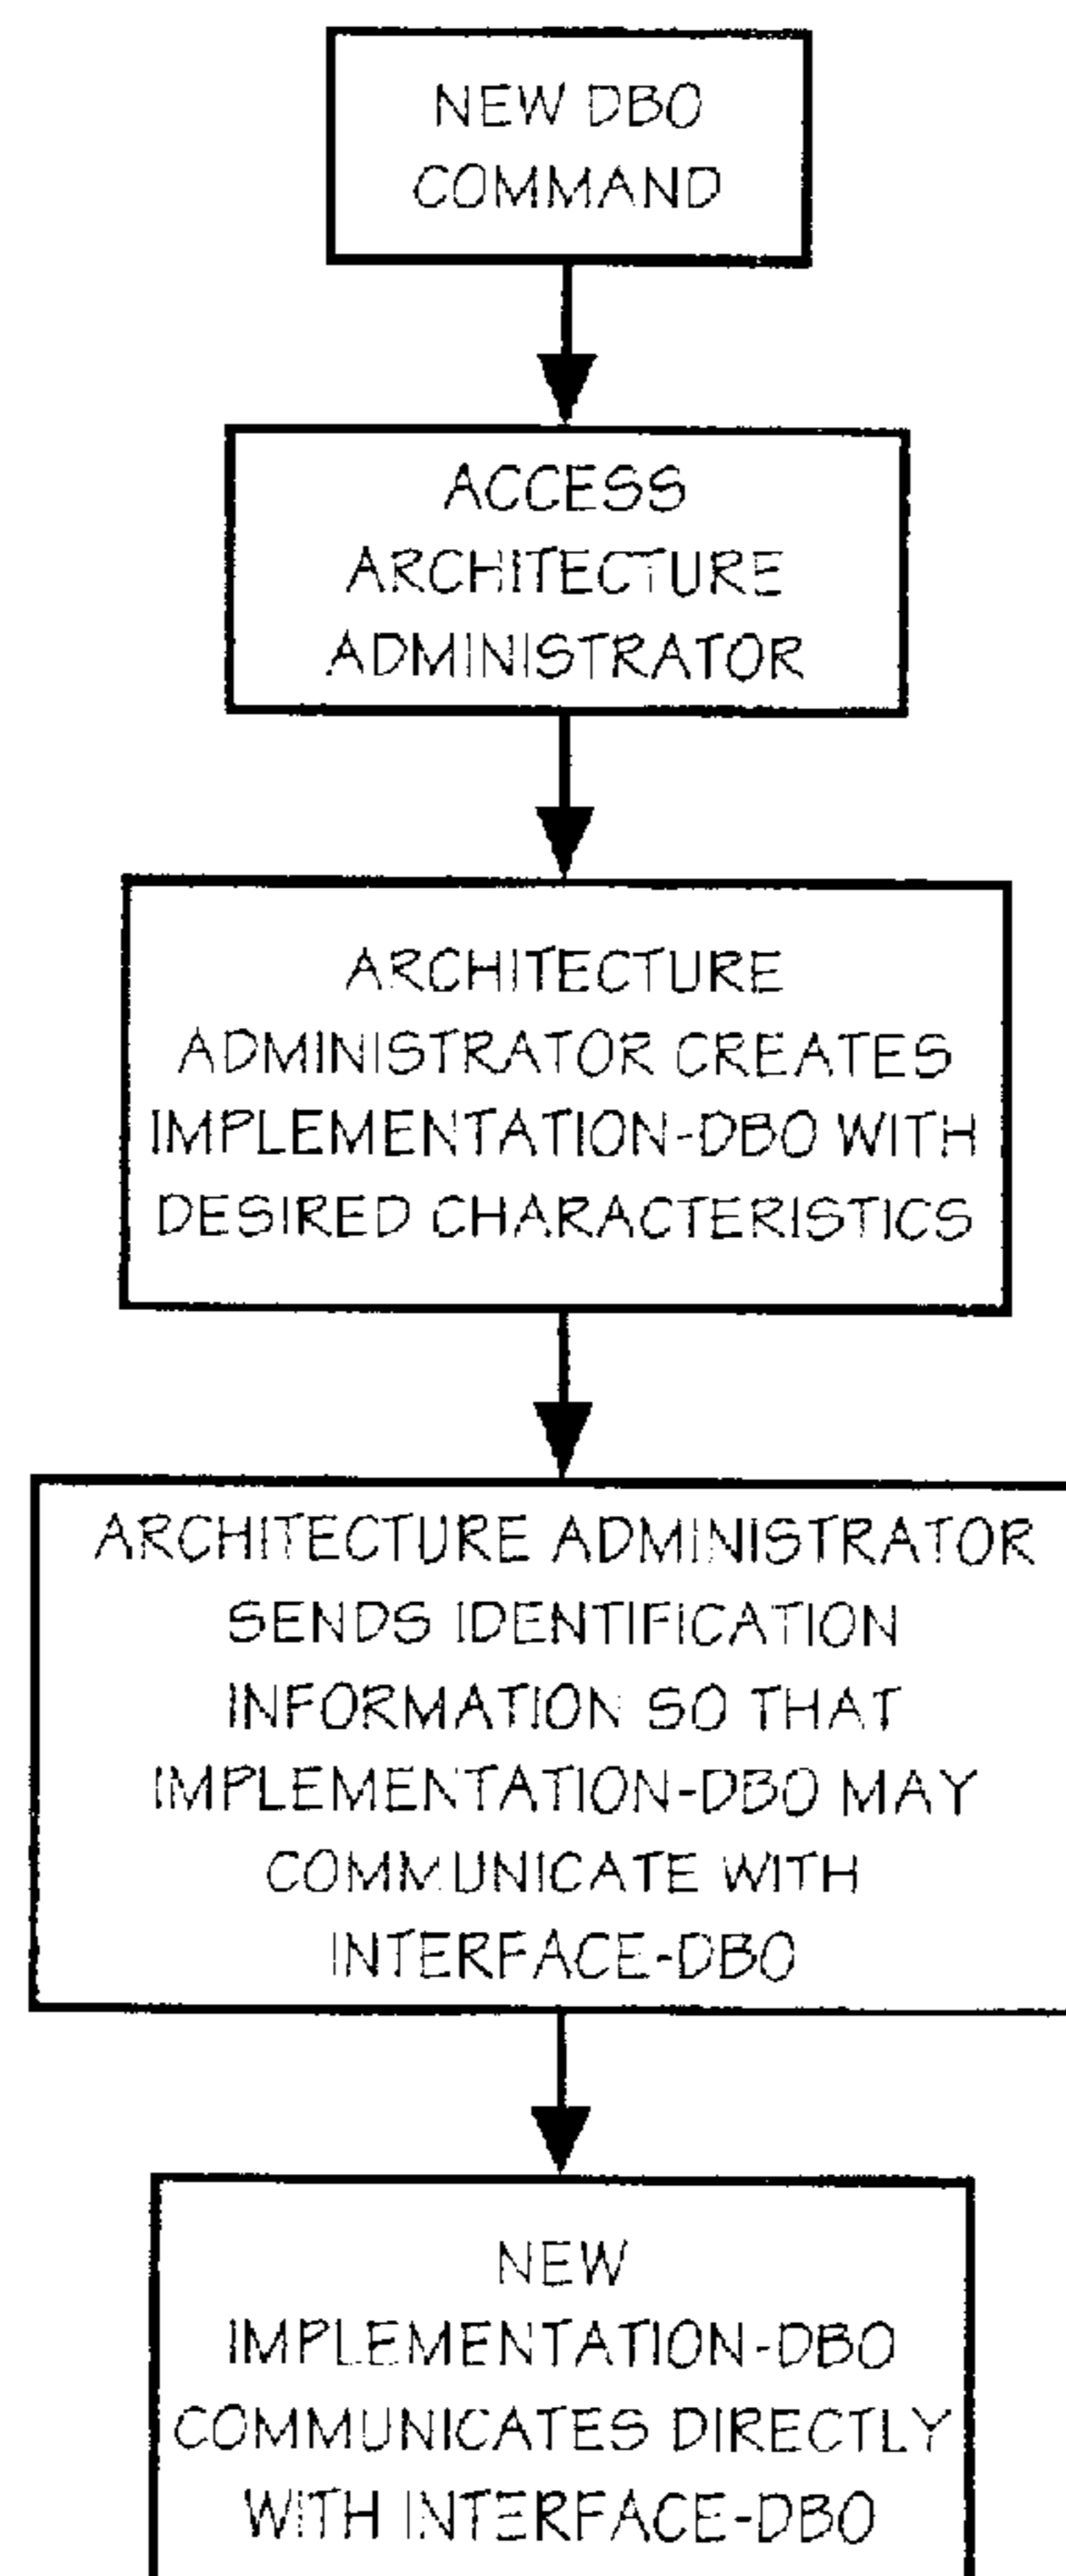 NEW DBO
COMMAND
ACCESS
ARCHITECTURE
ADMINISTRATOR
ARCHITECTURE
ADMINISTRATOR CREATES
IMPLEMENTATION-DBO WITH
DESIRED CHARACTERISTICS
ARCHITECTURE ADMINISTRATOR
SENDS IDENTIFICATION
INFORMATION SO THAT
IMPLEMENTATION-DBO MAY
COMMUNICATE WITH
INTERFACE-DBO
NEW
IMPLEMENTATION-DBO
COMMUNICATES DIRECTLY
WITH INTERFACE-DBO